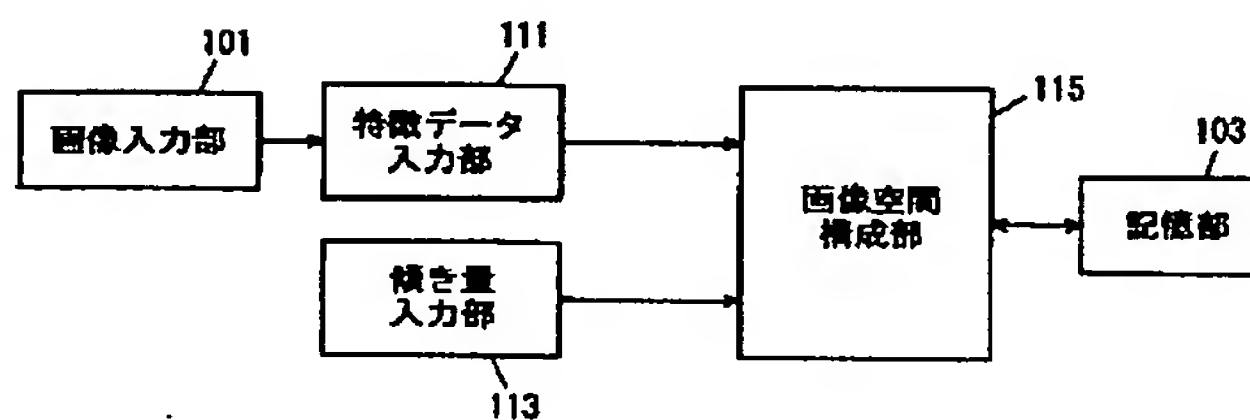 101
111
115
103
画像入力部
特徴データ
入力部
画像空間
構成部
記憶部
傾き量
入力部
113